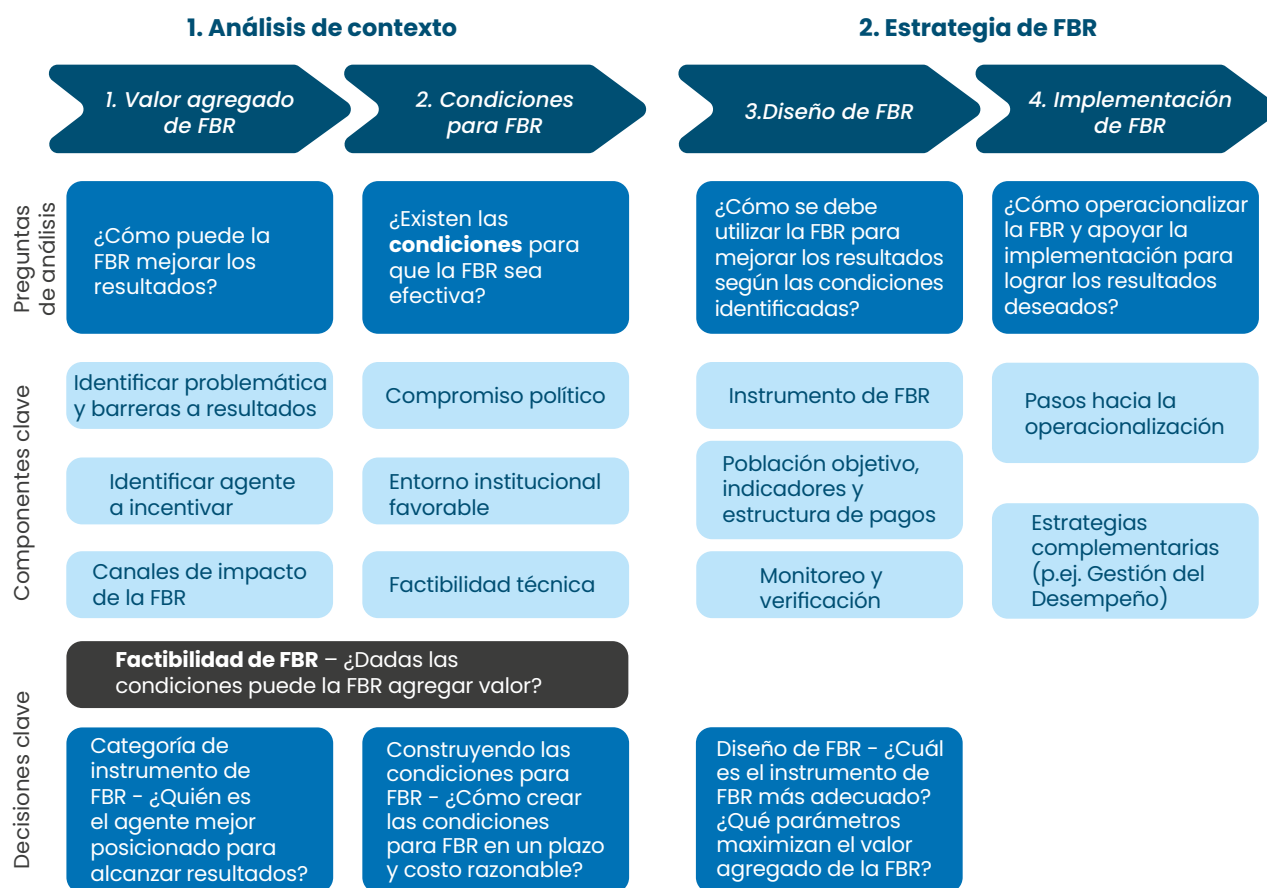 1. Análisis de contexto
2. Estrategia de FBR
1. Valor agregado
de FBR
2. Condiciones
para FBR
3.Diseño de FBR
4. Implementación
de FBR
Preguntas
de análisis
¿Cómo puede la
FBR mejorar los
resultados?
¿Existen las
condiciones para
que la FBR sea
efectiva?
¿Cómo se debe
utilizar la FBR para
mejorar los resultados
según las condiciones
identificadas?
¿Cómo operacionalizar
la FBR y apoyar la
implementación para
lograr los resultados
deseados?
Componentes clave
Identificar problemática
y barreras a resultados
Compromiso político
Instrumento de FBR
Pasos hacia la
operacionalización
Identificar agente
a incentivar
Entorno institucional
favorable
Población objetivo,
indicadores y
estructura de pagos
Canales de impacto
de la FBR
Factibilidad técnica
Monitoreo y
verificación
Estrategias
complementarias
(p.ej. Gestión del
Desempeño)
Decisiones clave
Factibilidad de FBR – ¿Dadas las
condiciones puede la FBR agregar valor?
Categoría de
instrumento de
FBR - ¿Quién es
el agente mejor
posicionado para
alcanzar resultados?
Construyendo las
condiciones para
FBR - ¿Cómo crear
las condiciones
para FBR en un plazo
y costo razonable?
Diseño de FBR - ¿Cuál
es el instrumento de
FBR más adecuado?
¿Qué parámetros
maximizan el valor
agregado de la FBR?